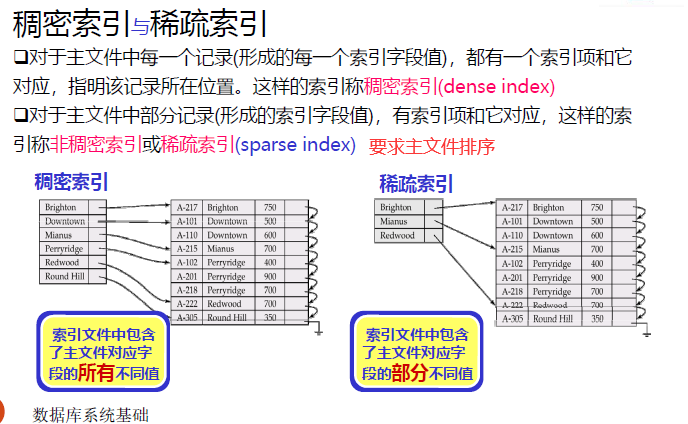 稠密索引与稀疏索引
❑对于主文件中每一个记录(形成的每一个索引字段值)，都有一个索引项和它
对应，指明该记录所在位置。这样的索引称稠密索引(dense index)
❑对于主文件中部分记录(形成的索引字段值)，有索引项和它对应，这样的索
引称非稠密索引或稀疏索引(sparse index) 要求主文件排序
稠密索引
Brighton
Downtown
Mianus
Perryridge
Redwood
Round Hill
A-217 Brighton 750
A-101 Downtown 500
A-110 Downtown 600
A-215 Mianus 700
A-102 Perryridge 400
A-201 Perryridge 900
A-218 Perryridge 700
A-222 Redwood 700
A-305 Round Hill 350
索引文件中包含
了主文件对应字
段的所有不同值
稀疏索引
Brighton
Mianus
Redwood
A-217 Brighton 750
A-101 Downtown 500
A-110 Downtown 600
A-215 Mianus 700
A-102 Perryridge 400
A-201 Perryridge 900
A-218 Perryridge 700
A-222 Redwood 700
A-305 Round Hill 350
索引文件中包含
了主文件对应字
段的部分不同值
数据库系统基础